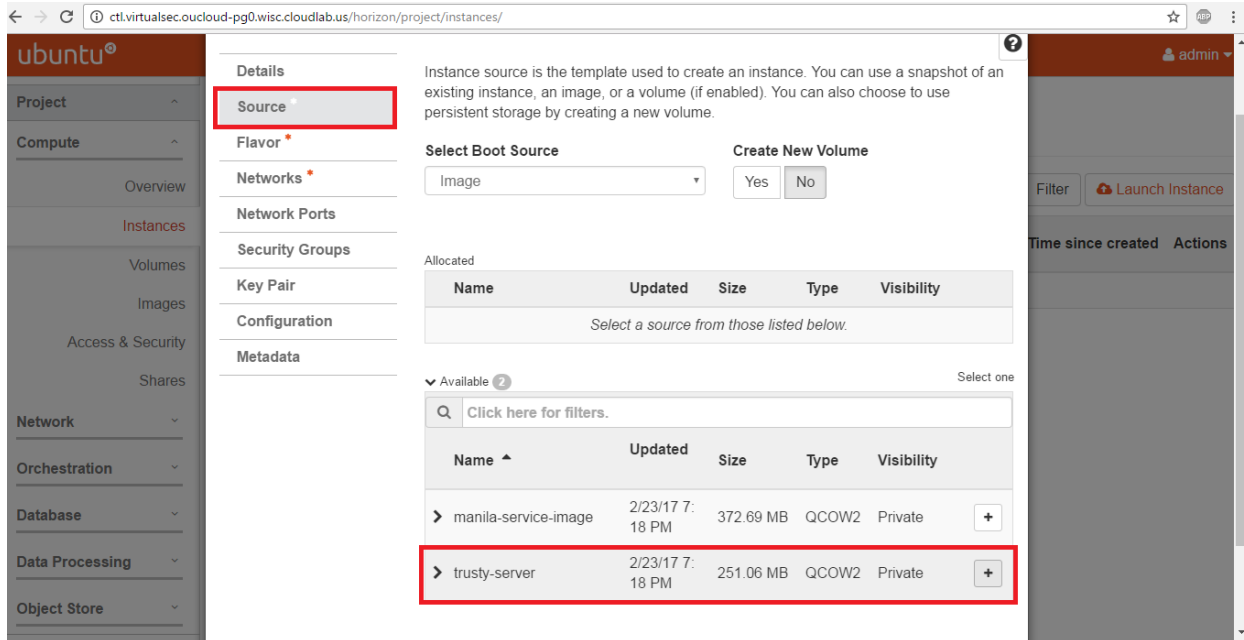 ctl.virtualsec.oucloud-pg0.wisc.cloudlab.us/horizon/project/instances/
ABP
ubuntu®
admin
Project
Compute
Overview
Instances
Volumes
Images
Access & Security
Shares
Network
Orchestration
Database
Data Processing
Object Store
Details
Source
Flavor *
Networks *
Network Ports
Security Groups
Key Pair
Configuration
Metadata
?
Instance source is the template used to create an instance. You can use a snapshot of an
existing instance, an image, or a volume (if enabled). You can also choose to use
persistent storage by creating a new volume.
Select Boot Source
Create New Volume
Image
Yes No
Allocated
Name Updated Size Type Visibility
Select a source from those listed below.
Available 2
Select one
Click here for filters.
Name Updated Size Type Visibility
manila-service-image 2/23/17 7: 372.69 MB QCOW2 Private +
18 PM
trusty-server 2/23/17 7: 251.06 MB QCOW2 Private +
18 PM
Filter Launch Instance
Time since created Actions